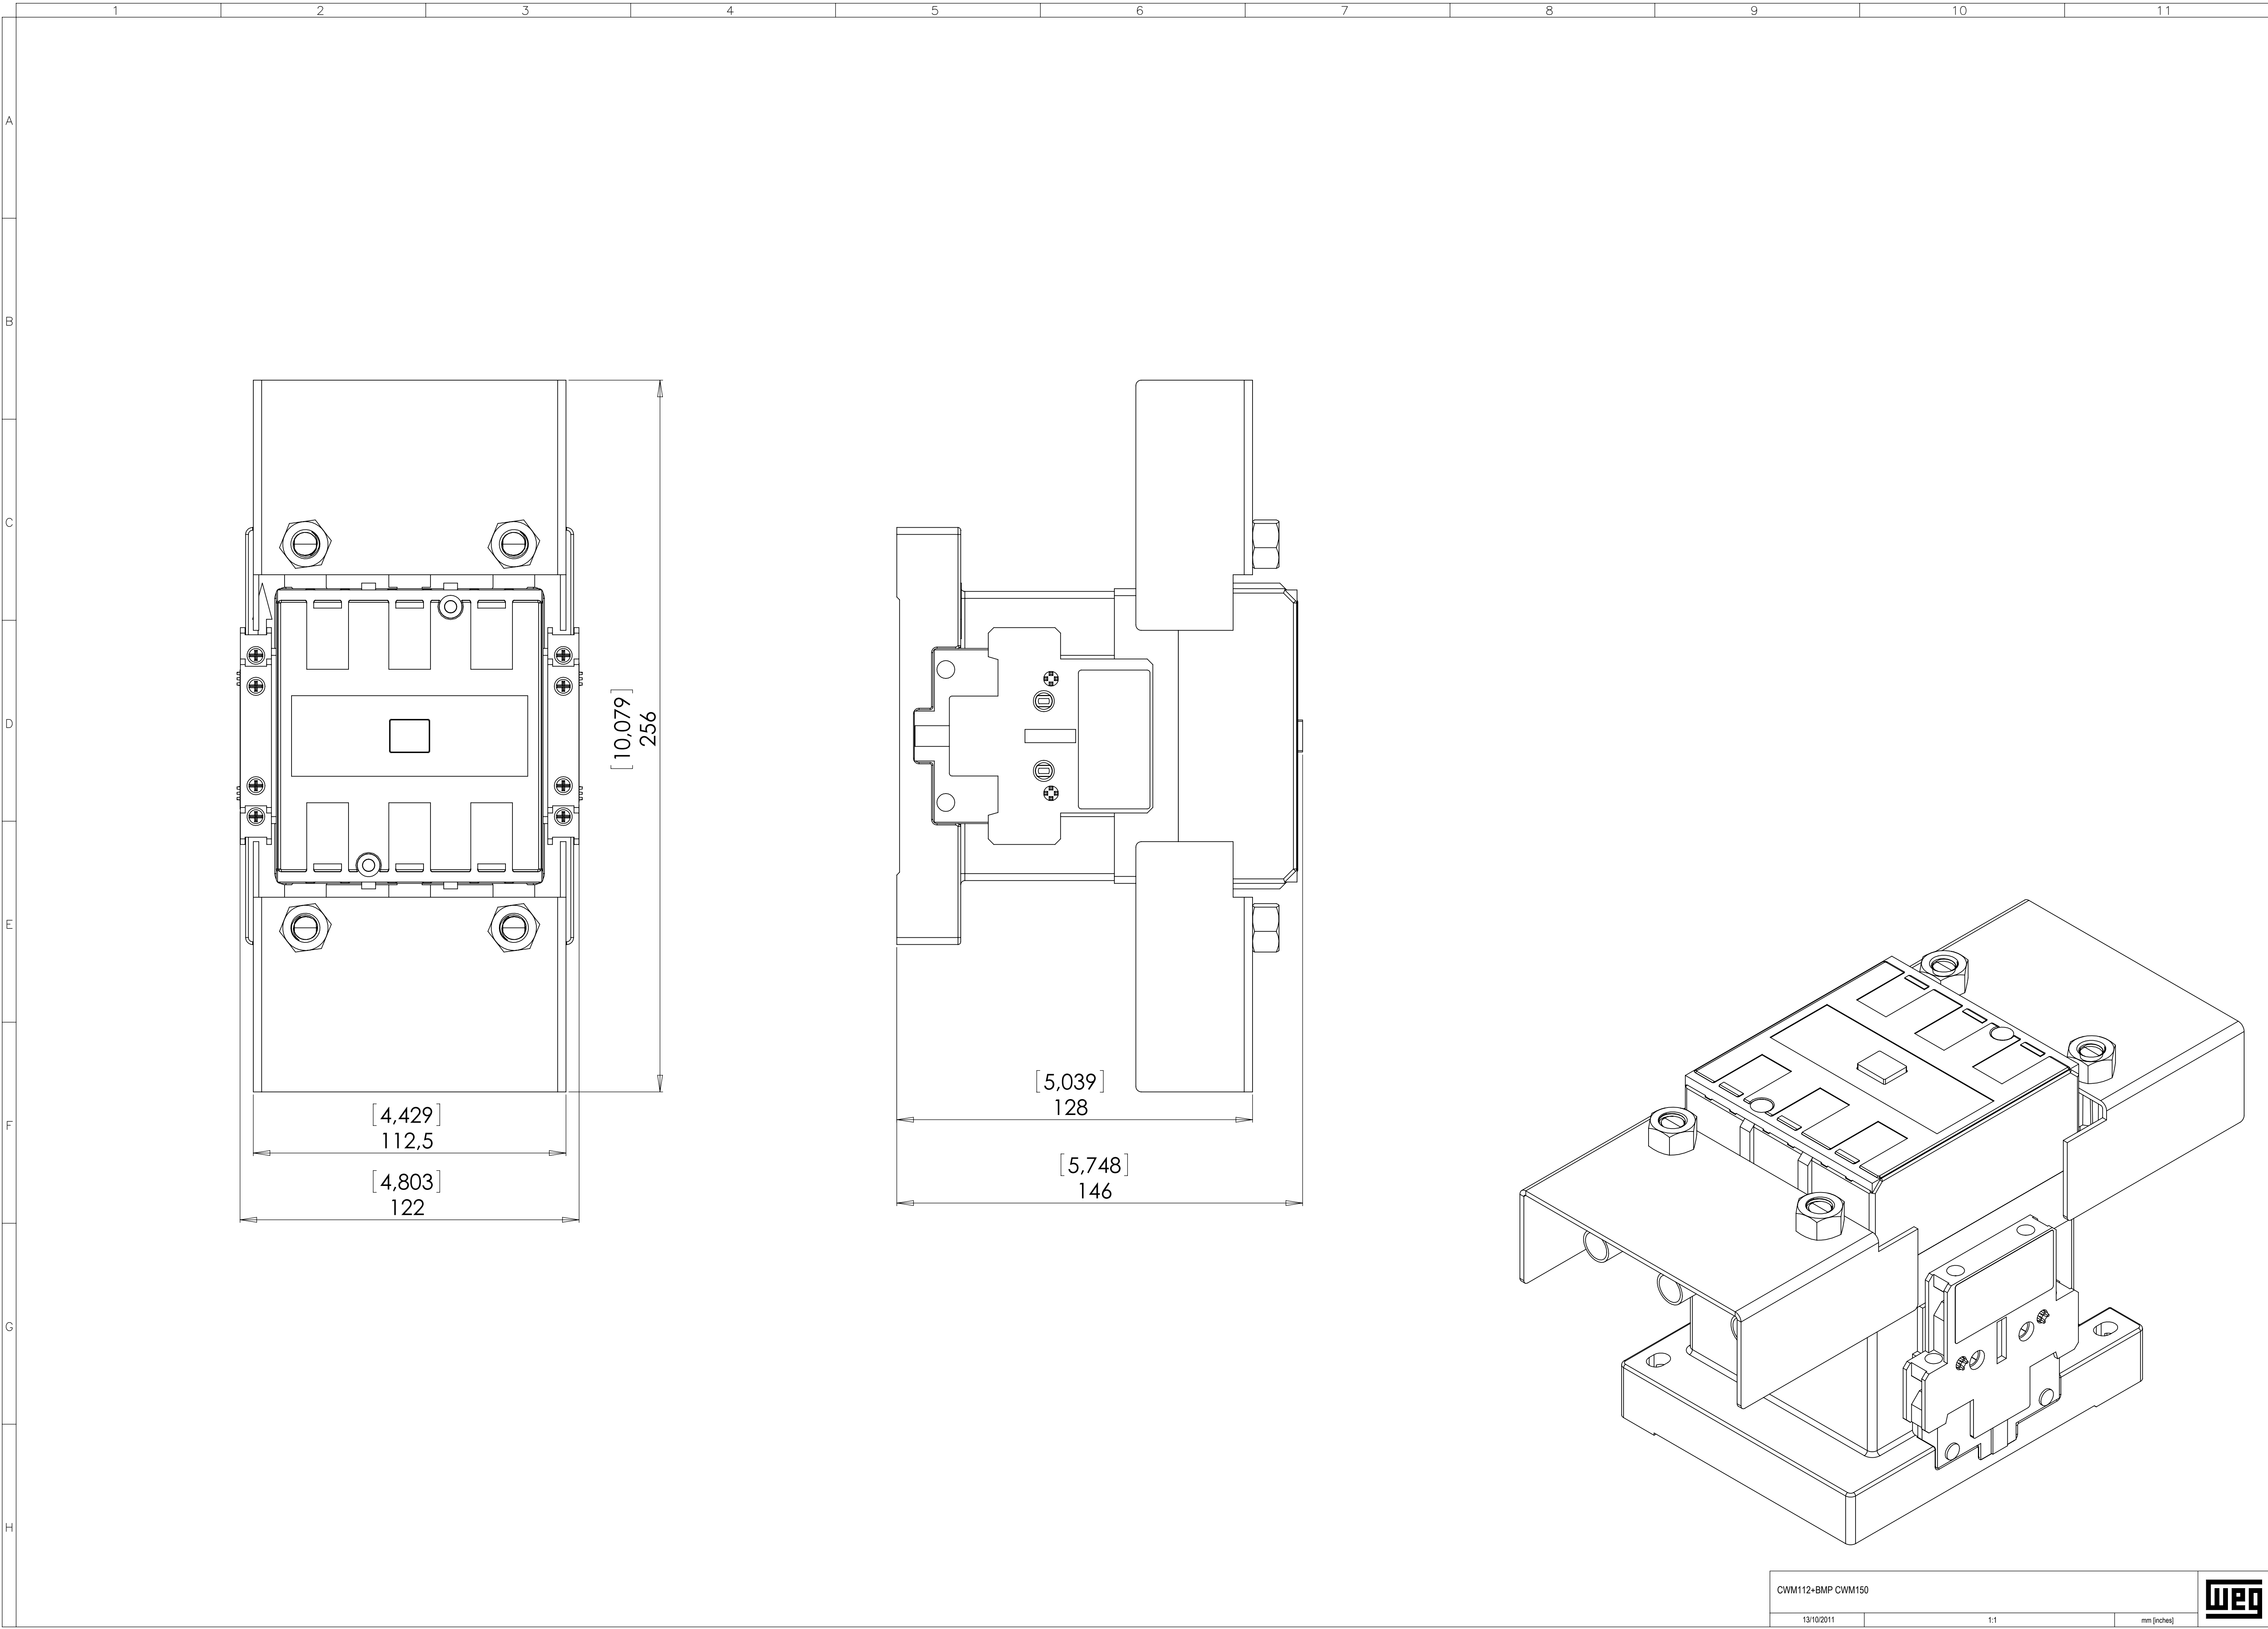 1 2 3 4 5 6 7 8 9 10 11
A
B
C
D
E
F
G
H
[10,079]
256
[4,429]
112,5
[4,803]
122
[5,039]
128
[5,748]
146
CWM112+BMP CWM150
13/10/2011 1:1 mm [inches]
weg